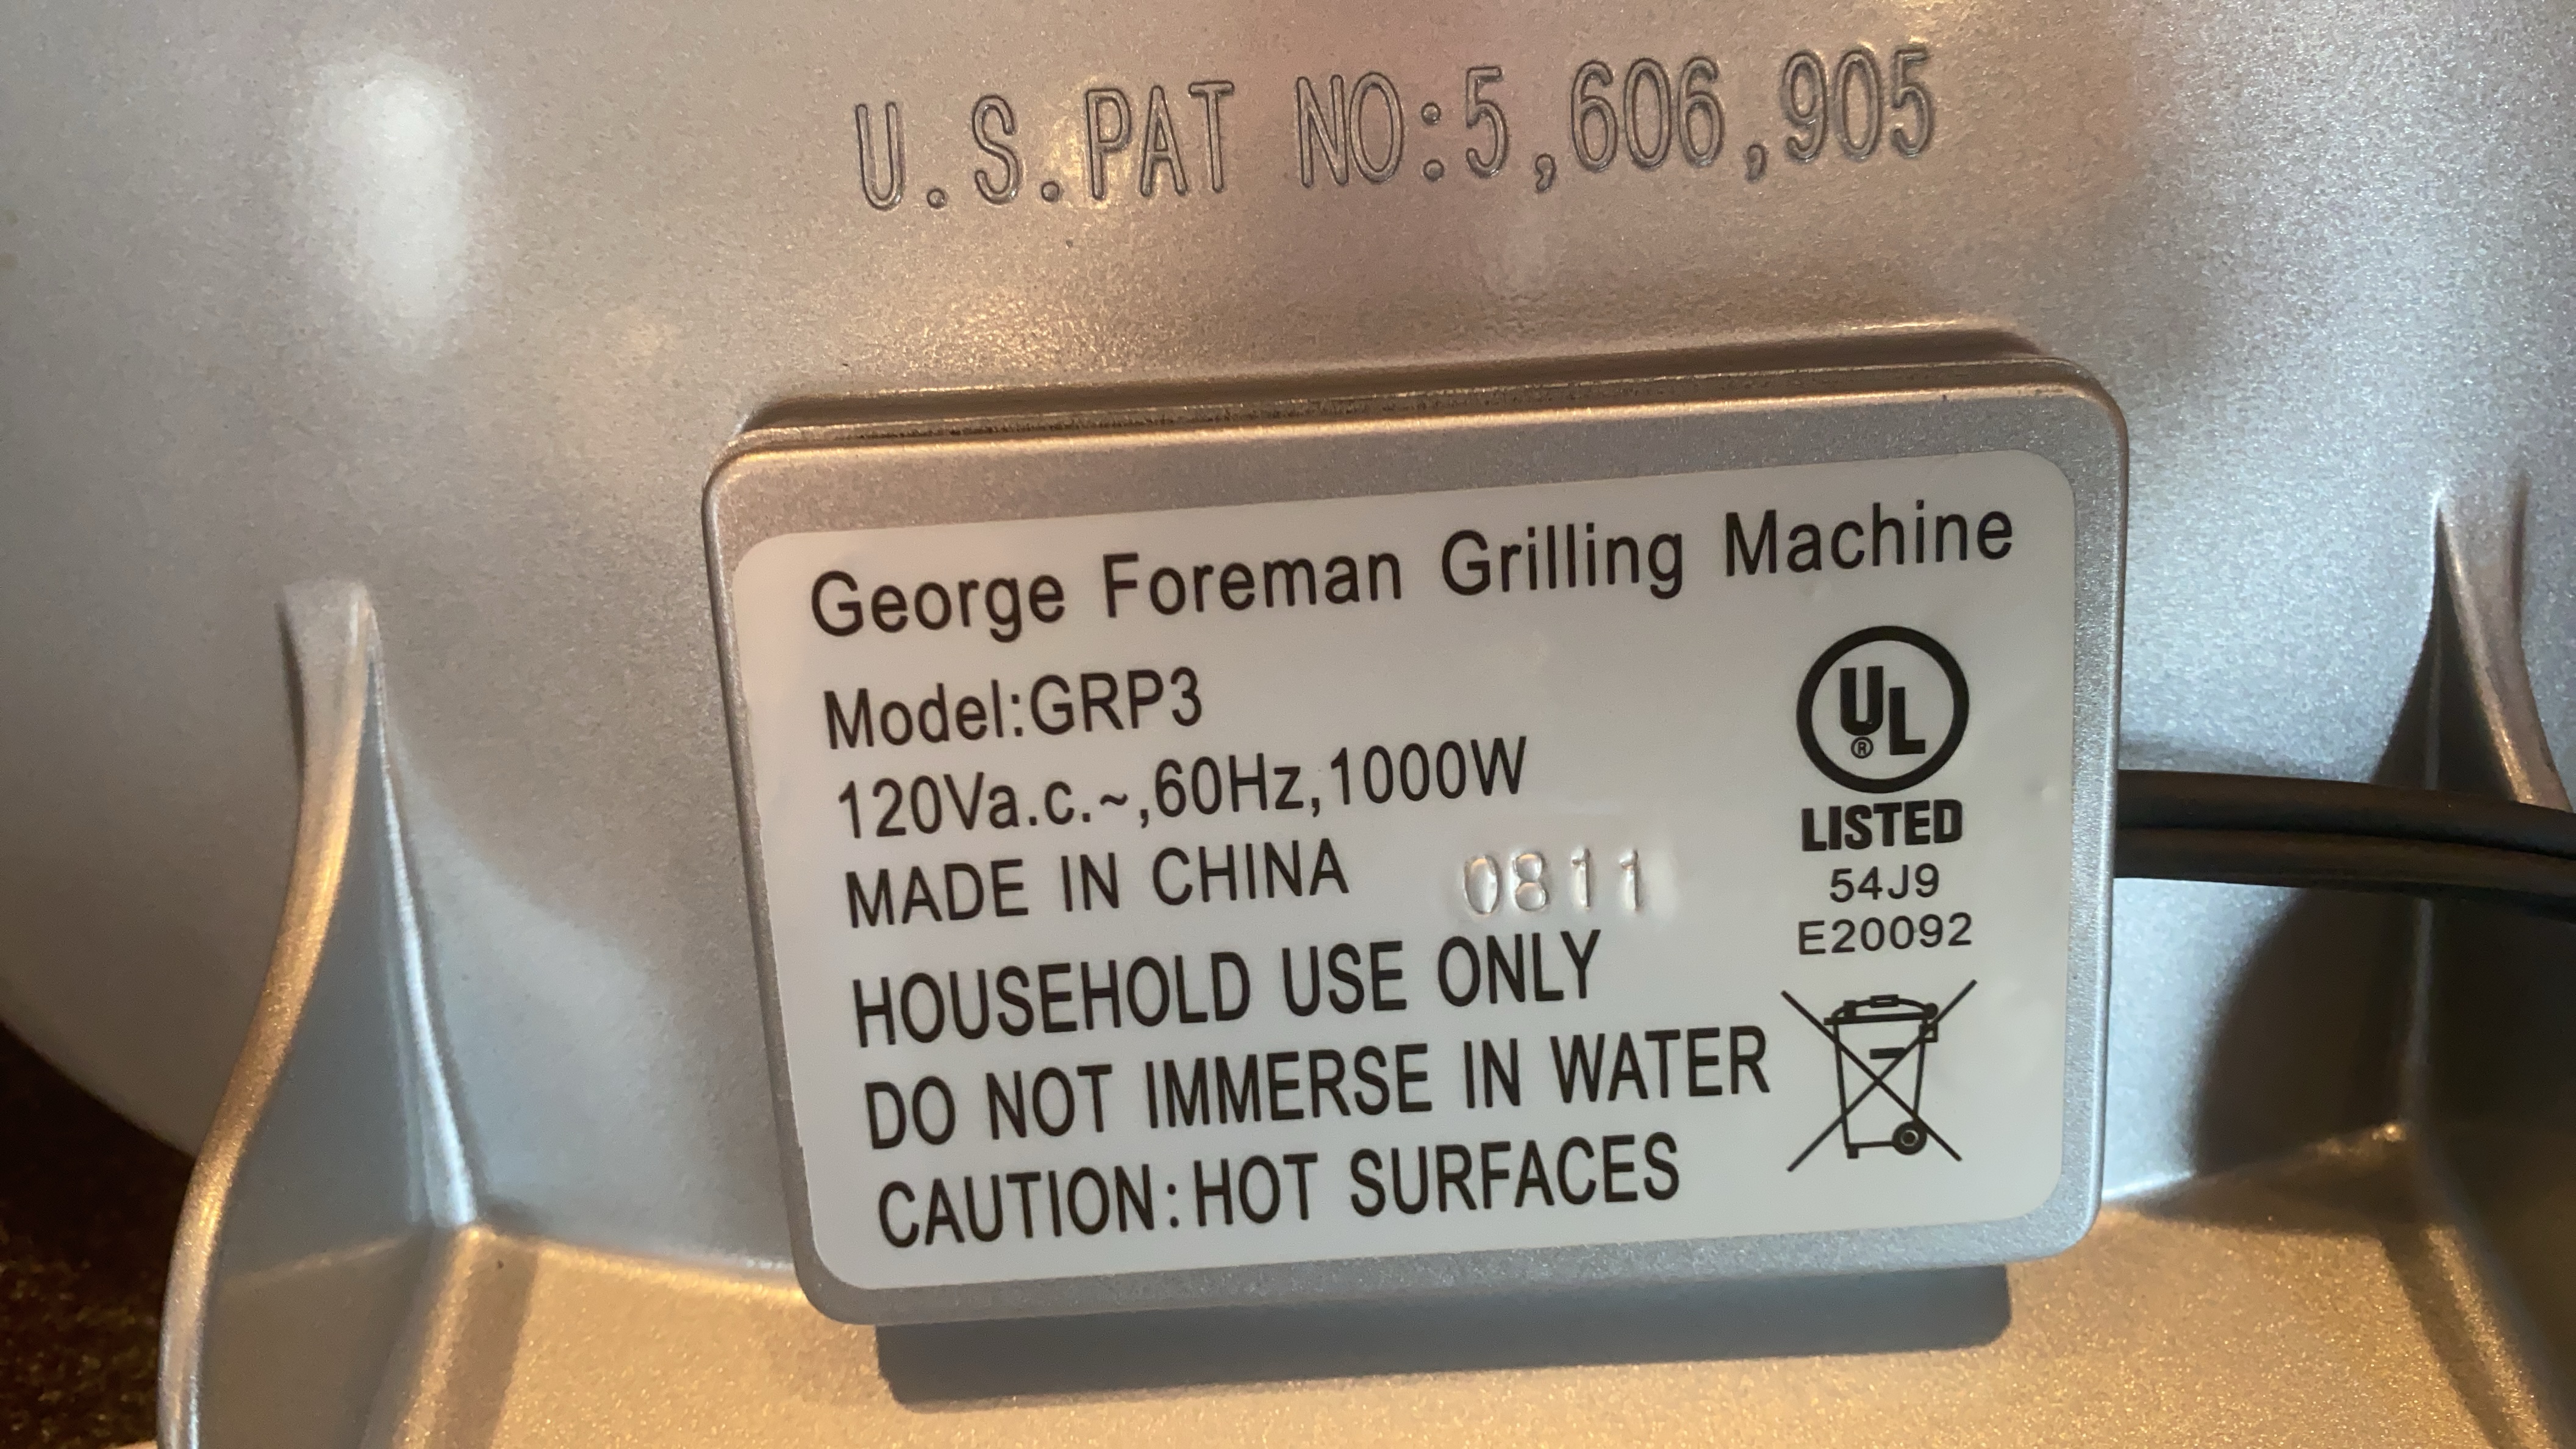 U.S.PAT NO:5,606,905
George Foreman Grilling Machine
Model:GRP3
120Va.c.~,60Hz,1000W
MADE IN CHINA 0811
HOUSEHOLD USE ONLY
DO NOT IMMERSE IN WATER
CAUTION:HOT SURFACES
UL
®
LISTED
54J9
E20092